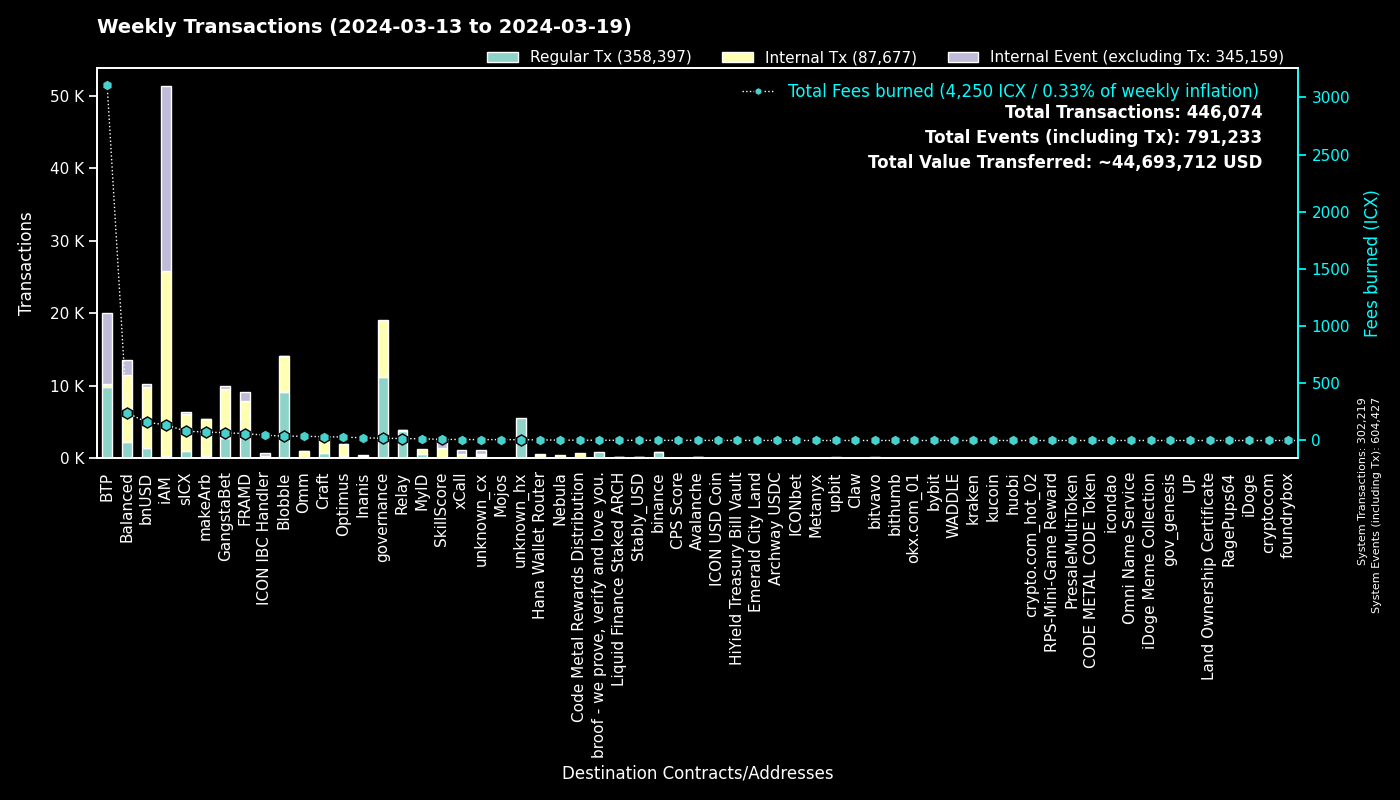 Weekly Transactions (2024-03-13 to 2024-03-19)
Regular Tx (358,397)
Internal Tx (87,677)
Internal Event (excluding Tx: 345,159)
Total Fees burned (4,250 ICX / 0.33% of weekly inflation)
Total Transactions: 446,074
Total Events (including Tx): 791,233
Total Value Transferred: ~44,693,712 USD
Transactions
50 K
40 K
30 K
20 K
10 K
0 K
3000
2500
2000
1500
1000
500
0
Fees burned (ICX)
System Transactions: 302,219
System Events (including Tx): 604,427
BTP
Balanced
bnUSD
iAM
sICX
makeArb
GangstaBet
FRAMD
ICON IBC Handler
Blobble
Omm
Craft
Optimus
Inanis
governance
Relay
MyID
SkillScore
xCall
unknown_cx
Mojos
unknown_hx
Hana Wallet Router
Nebula
Code Metal Rewards Distribution
broof - we prove, verify and love you.
Liquid Finance Staked ARCH
Stably_USD
binance
CPS Score
Avalanche
ICON USD Coin
HiYield Treasury Bill Vault
Emerald City Land
Archway USDC
ICONbet
Metanyx
upbit
Claw
bitvavo
bithumb
okx.com_01
bybit
WADDLE
kraken
kucoin
huobi
crypto.com_hot_02
RPS-Mini-Game Reward
PresaleMultiToken
CODE METAL CODE Token
icondao
Omni Name Service
iDoge Meme Collection
gov_genesis
UP
Land Ownership Certificate
RagePups64
iDoge
cryptocom
foundrybox
Destination Contracts/Addresses